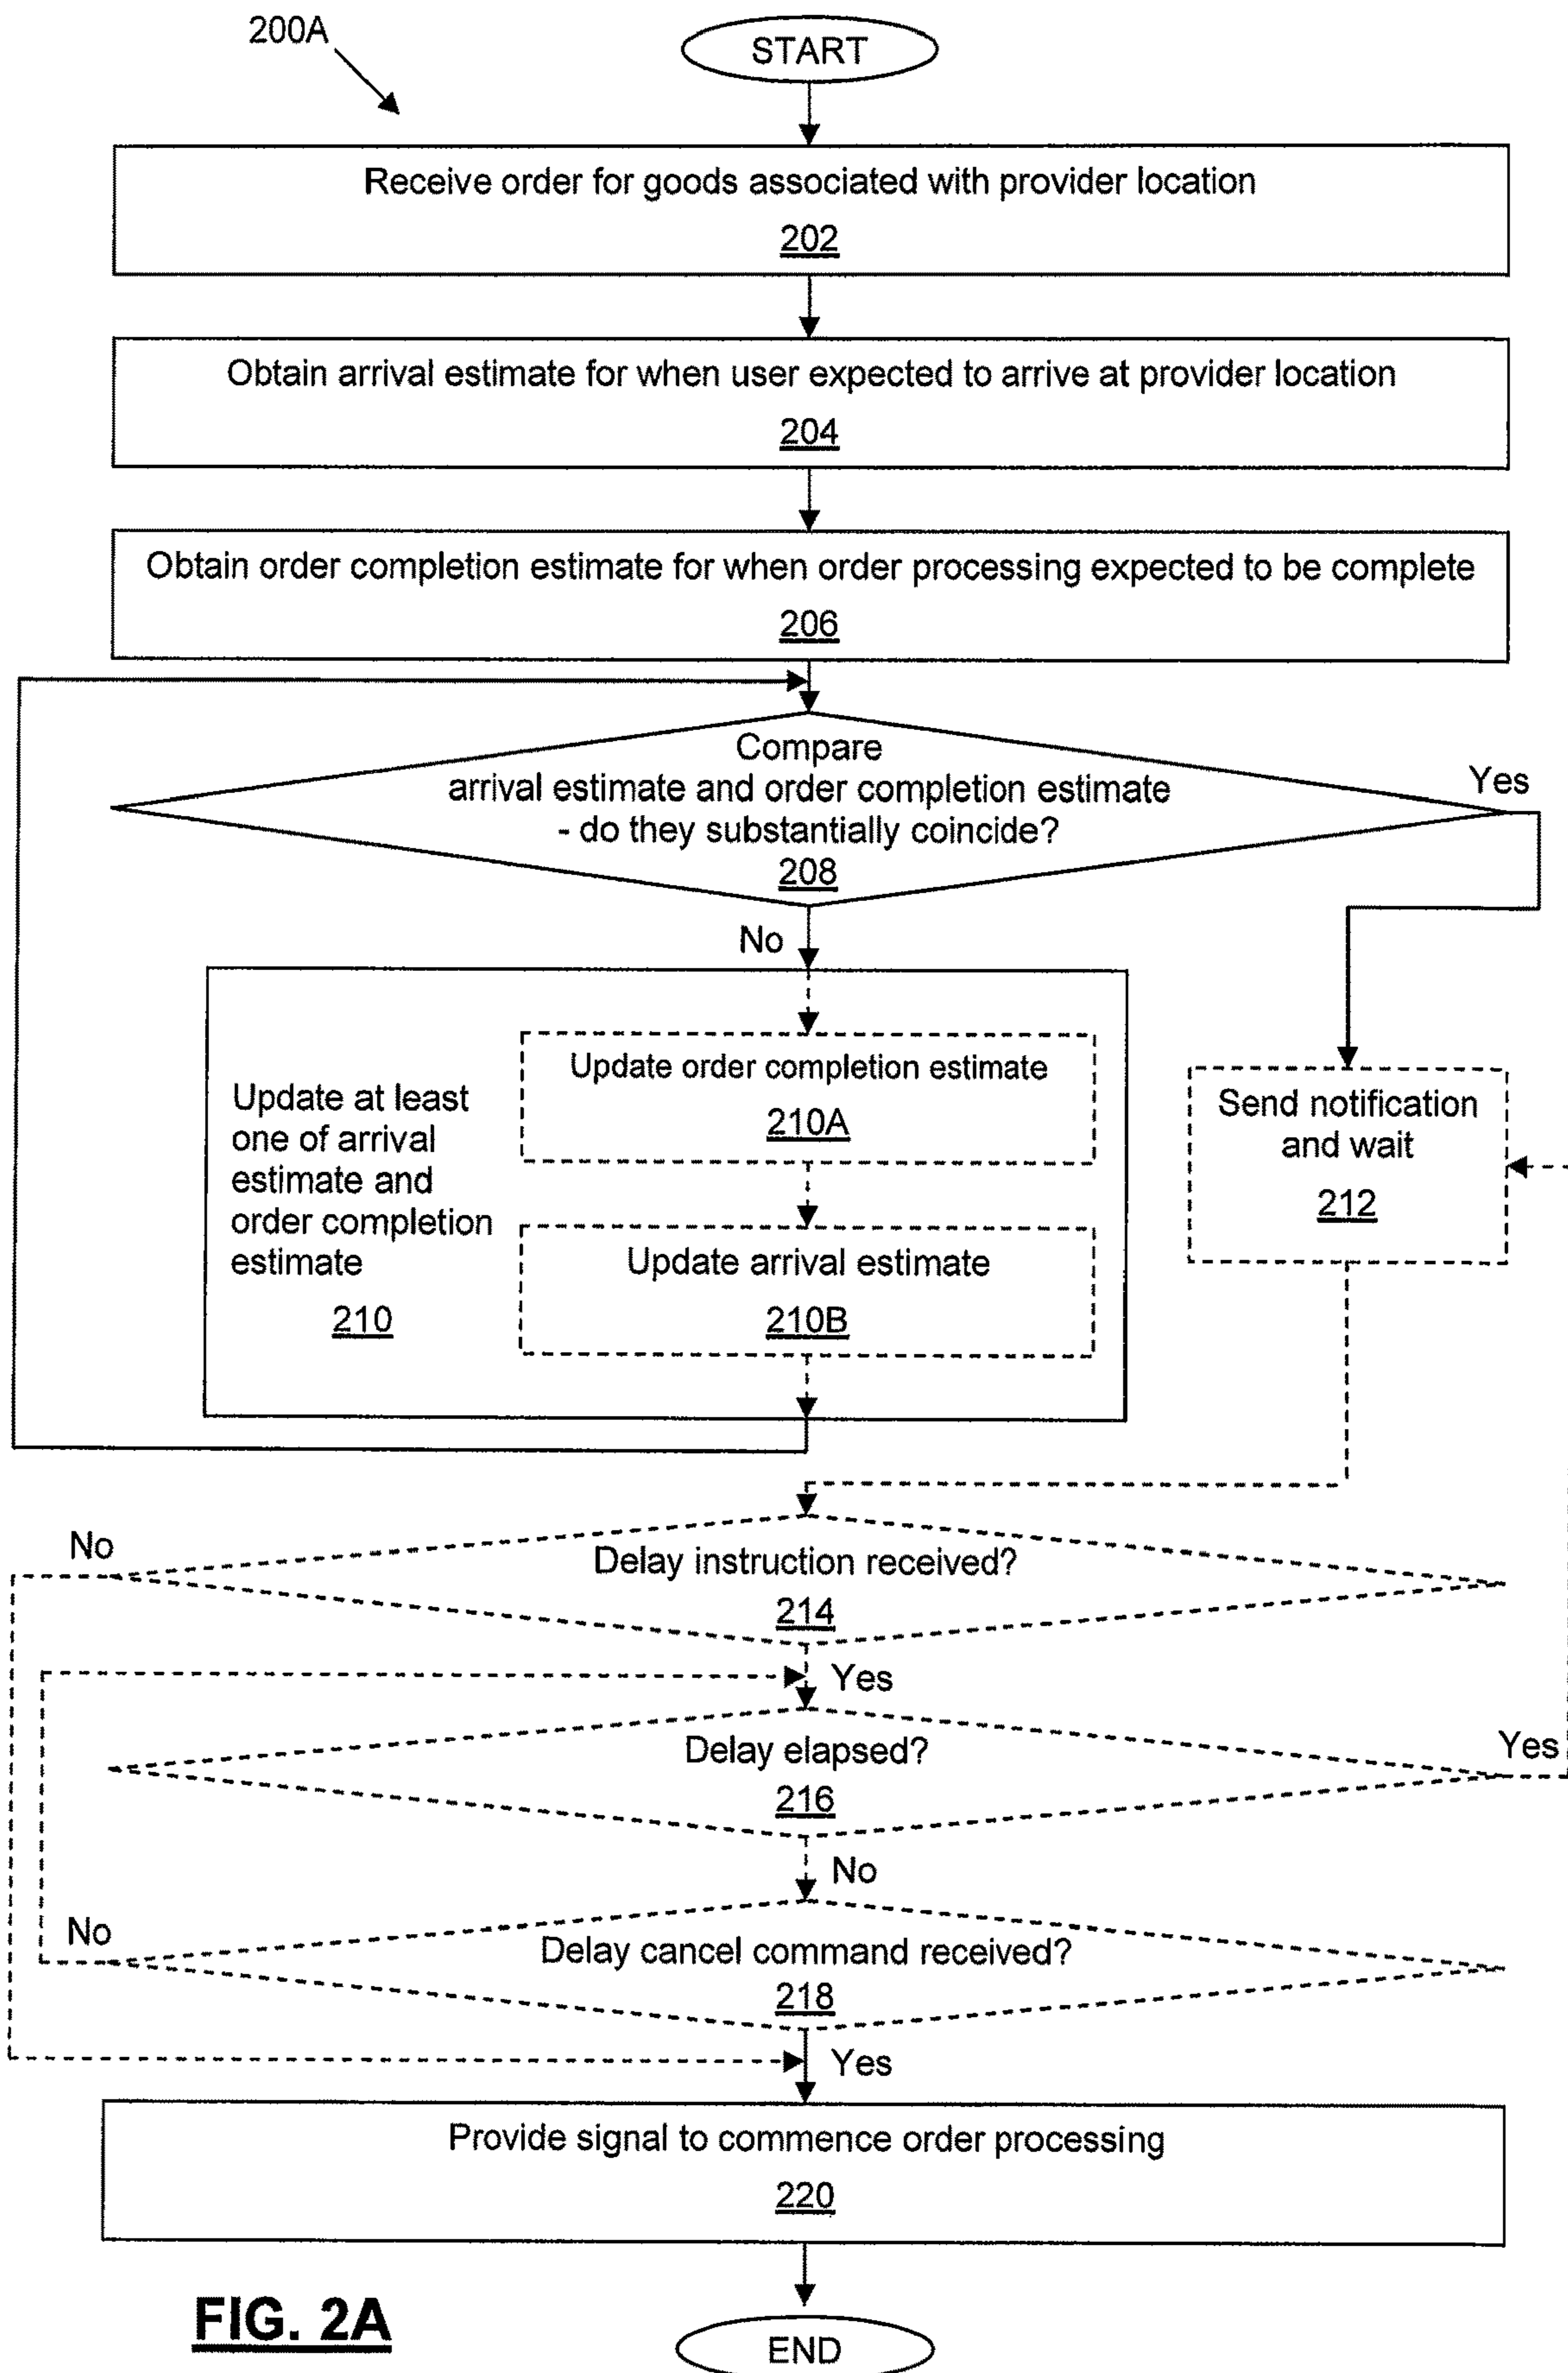 200A
START
Receive order for goods associated with provider location
202
Obtain arrival estimate for when user expected to arrive at provider location
204
Obtain order completion estimate for when order processing expected to be complete
206
Compare
arrival estimate and order completion estimate
- do they substantially coincide?
208
Yes
No
Update at least
one of arrival
estimate and
order completion
estimate
210
Update order completion estimate
210A
Update arrival estimate
210B
Send notification
and wait
212
No
Delay instruction received?
214
Yes
Delay elapsed?
216
Yes
No
No
Delay cancel command received?
218
Yes
Provide signal to commence order processing
220
FIG. 2A
END